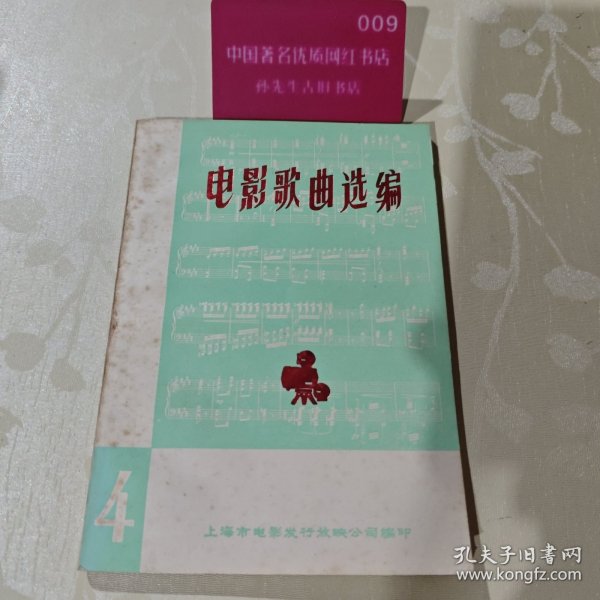 009
中国著名优质网红书店
孙先生古旧书店
电影歌曲选编
4
上海市电影发行放映公司编印
孔夫子旧书网
www.kongfz.com